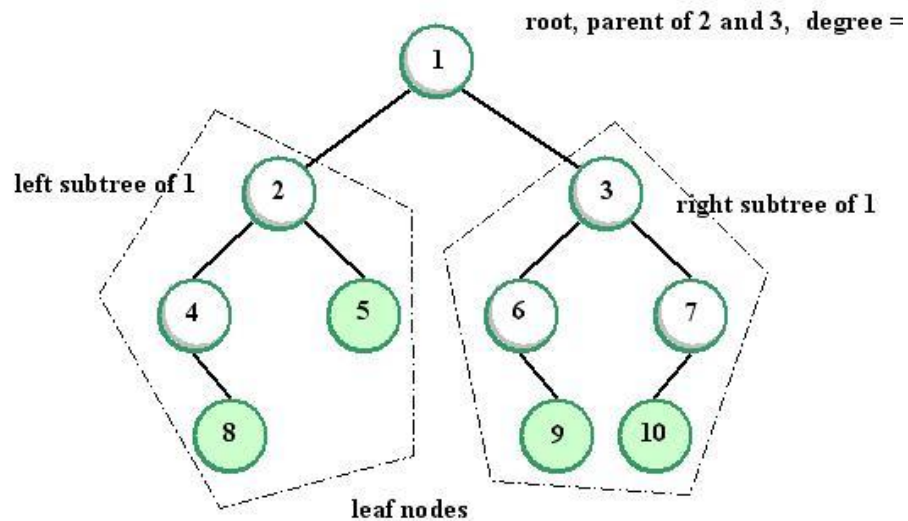 root, parent of 2 and 3, degree =
1
left subtree of 1
2
3
right subtree of 1
4
5
6
7
8
9
10
leaf nodes